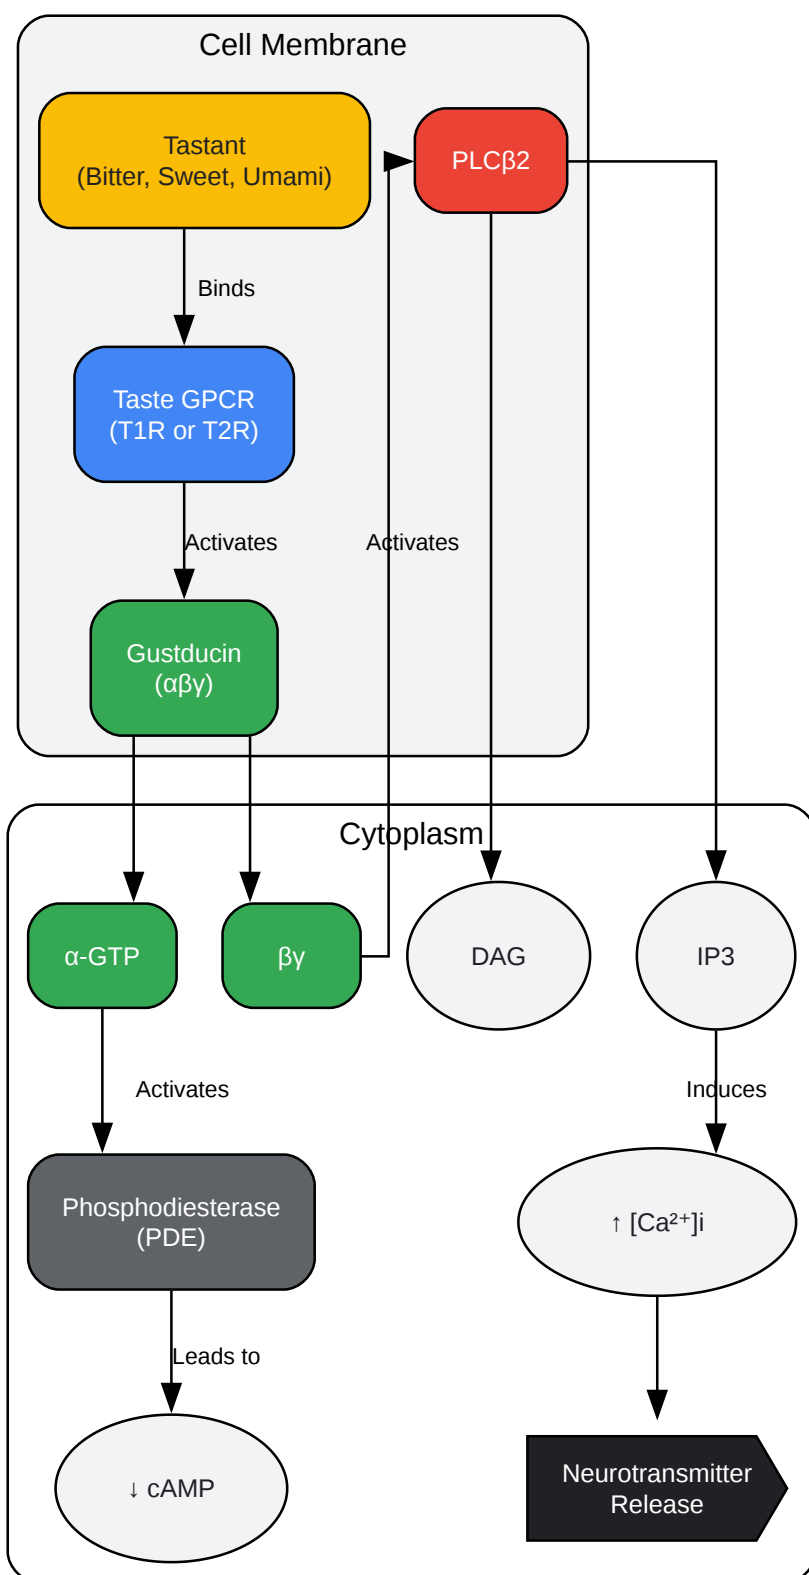 Cell Membrane
Tastant
(Bitter, Sweet, Umami)
PLCβ2
Binds
Taste GPCR
(T1R or T2R)
Activates
Activates
Gustducin
(αβγ)
Cytoplasm
α-GTP
βγ
DAG
IP3
Activates
Induces
Phosphodiesterase
(PDE)
↑ [Ca²⁺]i
Leads to
↓ cAMP
Neurotransmitter
Release